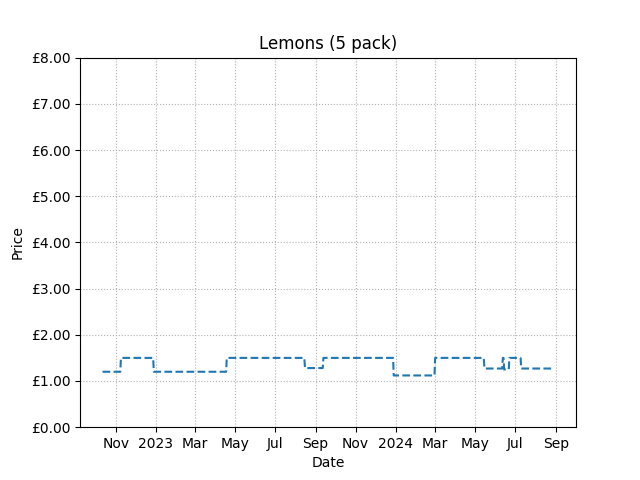 Lemons (5 pack)
£8.00
£7.00
£6.00
£5.00
£4.00
£3.00
£2.00
£1.00
£0.00
Price
Nov 2023 Mar May Jul Sep Nov 2024 Mar May Jul Sep
Date